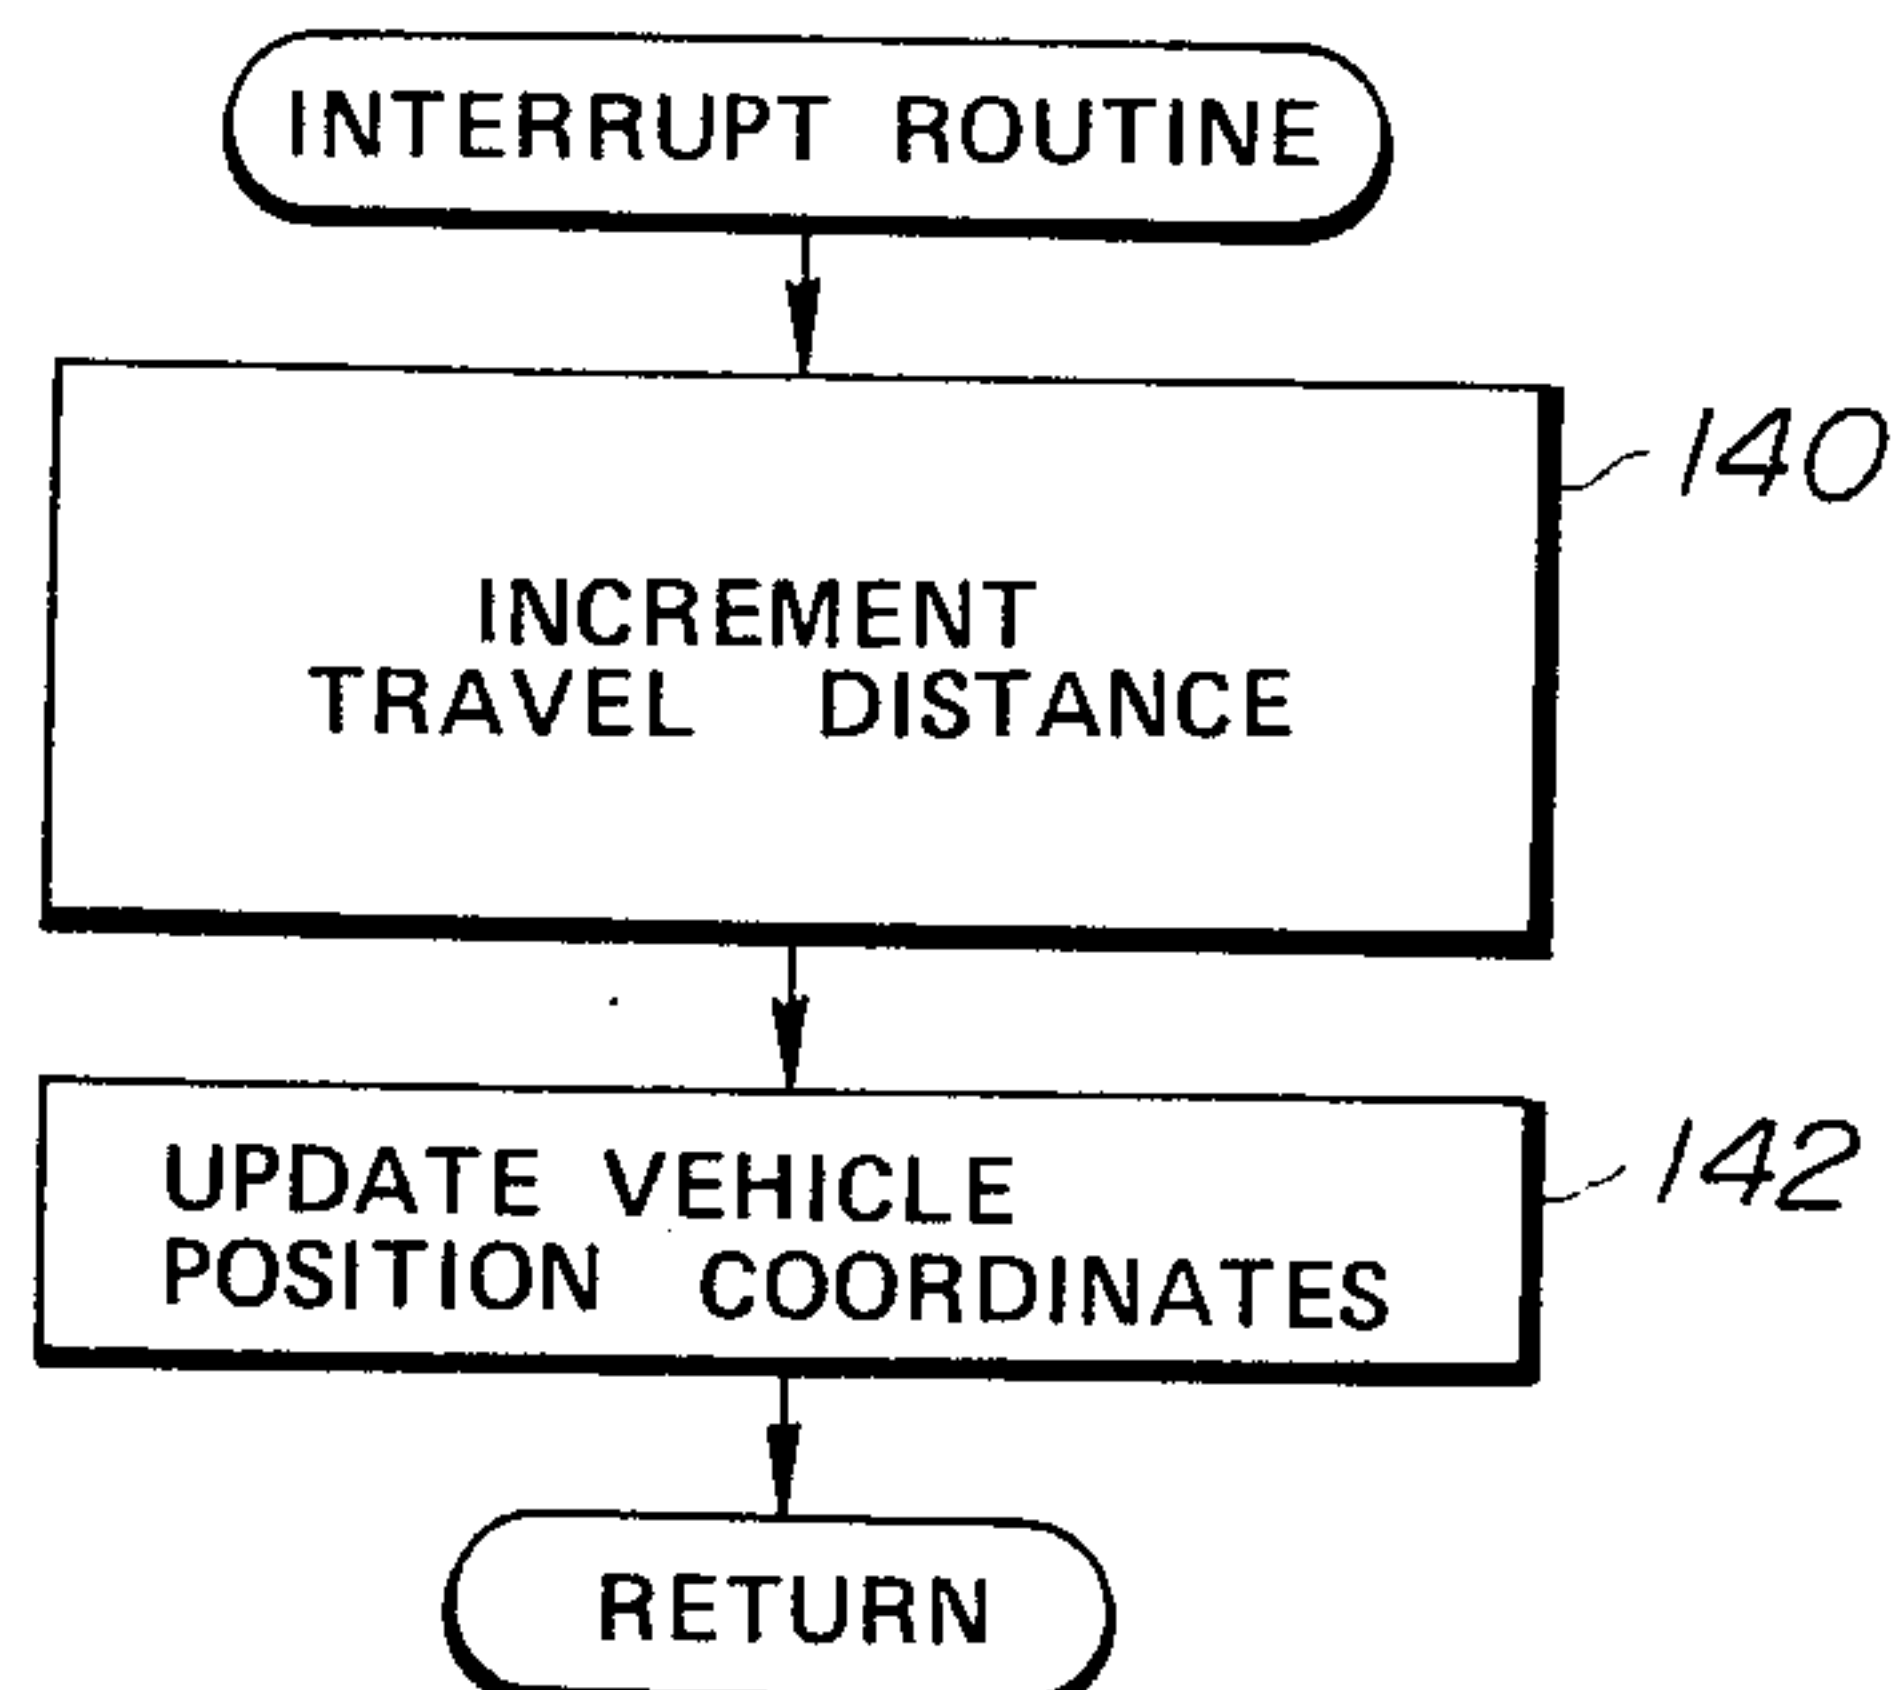 INTERRUPT ROUTINE
140
INCREMENT
TRAVEL DISTANCE
142
UPDATE VEHICLE
POSITION COORDINATES
RETURN